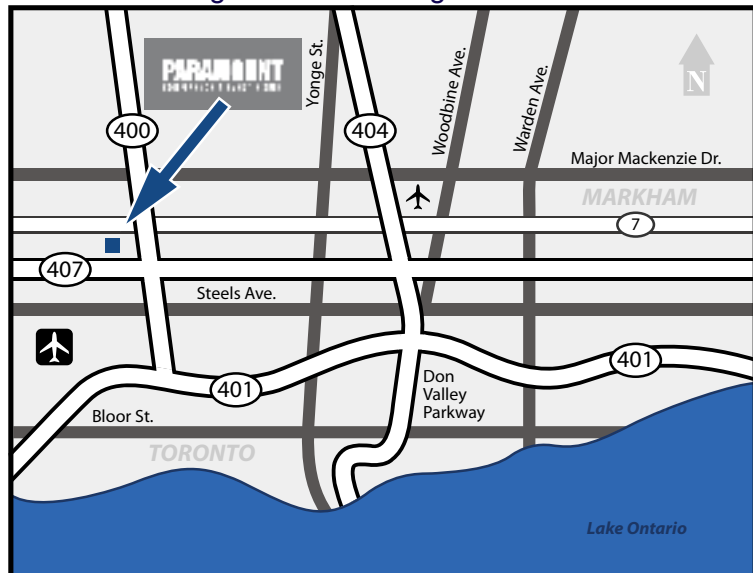 PARAMOUNT
Yonge St.
Woodbine Ave.
Warden Ave.
N
400
404
Major Mackenzie Dr.
MARKHAM
7
407
Steels Ave.
401
401
Don
Valley
Parkway
Bloor St.
TORONTO
Lake Ontario